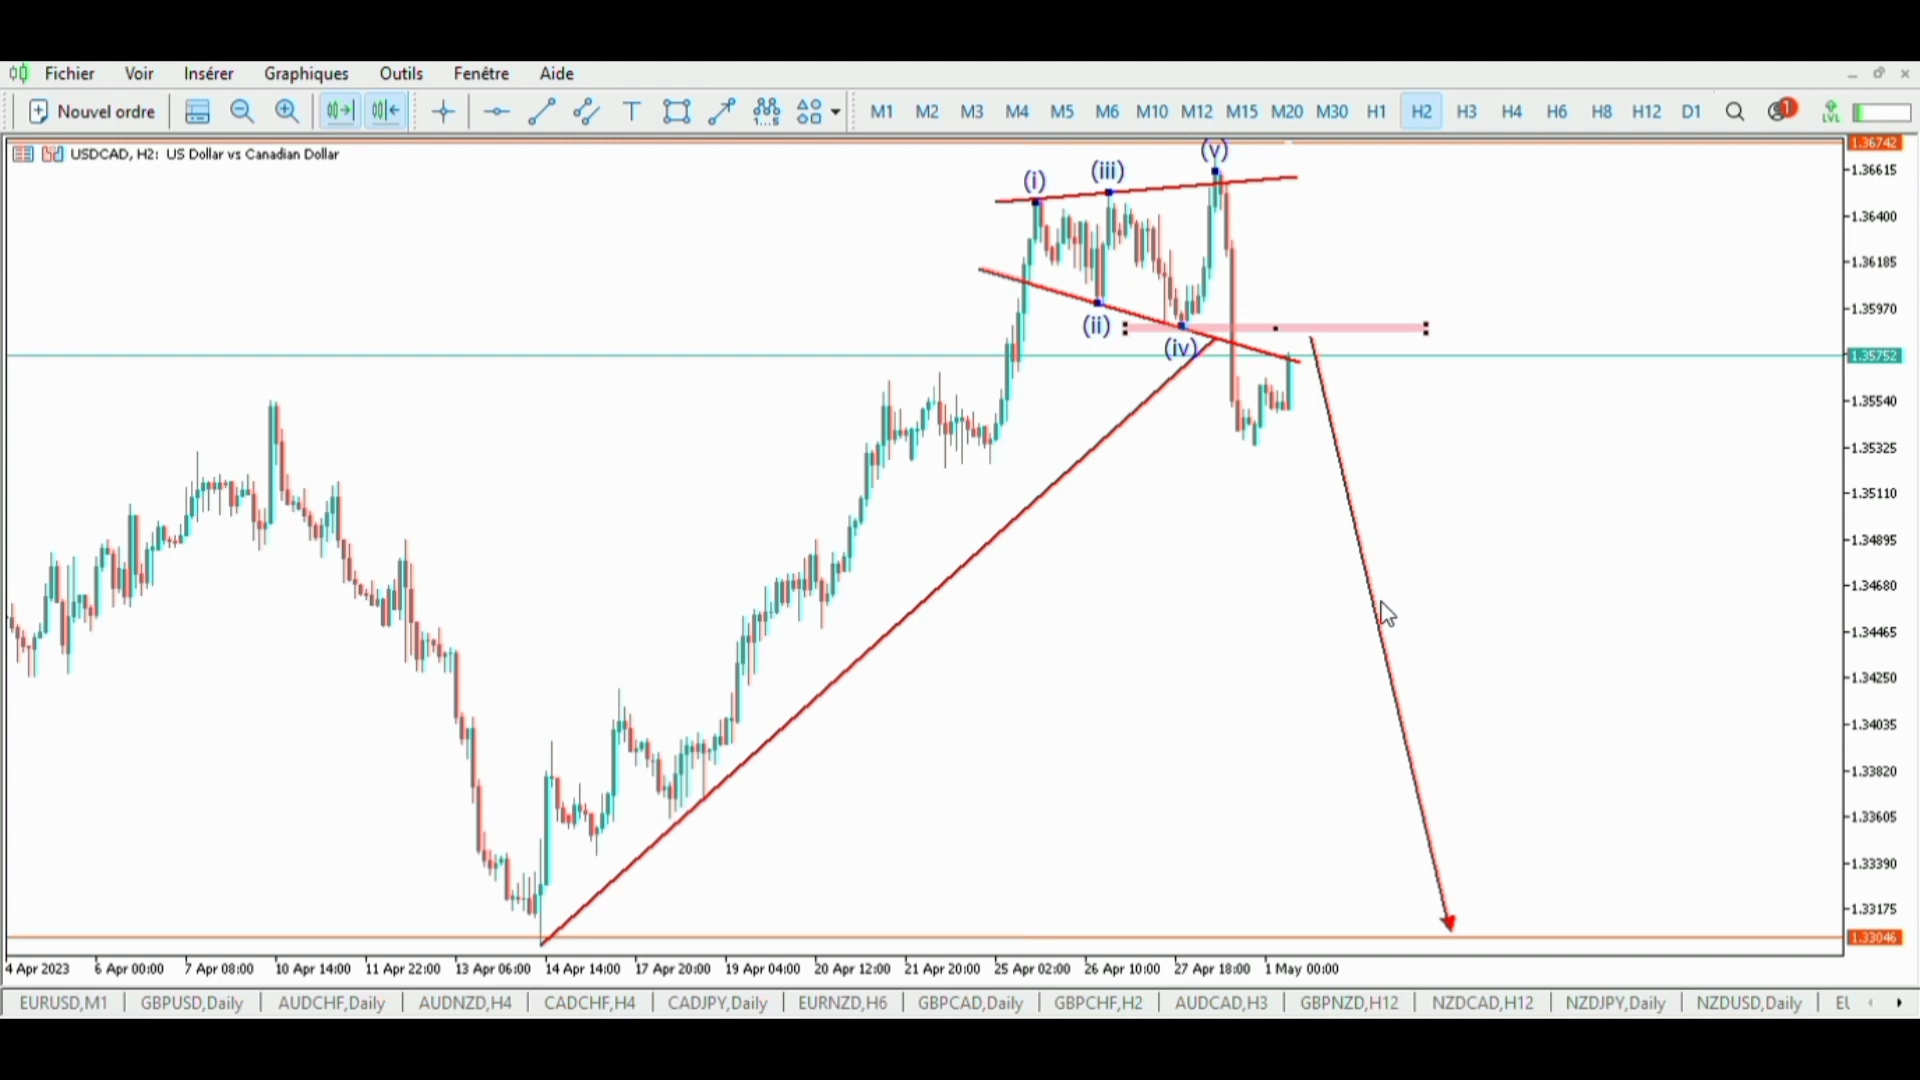 Fichier Voir Insérer Graphiques Outils Fenêtre Aide
Nouvel ordre T 1...5 M1 M2 M3 M4 M5 M6 M10 M12 M15 M20 M30 H1 H2 H3 H4 H6 H8 H12 D1 1 LVL
USDCAD, H2: US Dollar vs Canadian Dollar
(i) (iii) (v)
(ii) (iv)
1.36742
1.36615
1.36400
1.36185
1.35970
1.35752
1.35540
1.35325
1.35110
1.34895
1.34680
1.34465
1.34250
1.34035
1.33820
1.33605
1.33390
1.33175
1.33046
4 Apr 2023 6 Apr 00:00 7 Apr 08:00 10 Apr 14:00 11 Apr 22:00 13 Apr 06:00 14 Apr 14:00 17 Apr 20:00 19 Apr 04:00 20 Apr 12:00 21 Apr 20:00 25 Apr 02:00 26 Apr 10:00 27 Apr 18:00 1 May 00:00
EURUSD,M1 GBPUSD,Daily AUDCHF,Daily AUDNZD,H4 CADCHF,H4 CADJPY,Daily EURNZD,H6 GBPCAD,Daily GBPCHF,H2 AUDCAD,H3 GBPNZD,H12 NZDCAD,H12 NZDJPY,Daily NZDUSD,Daily